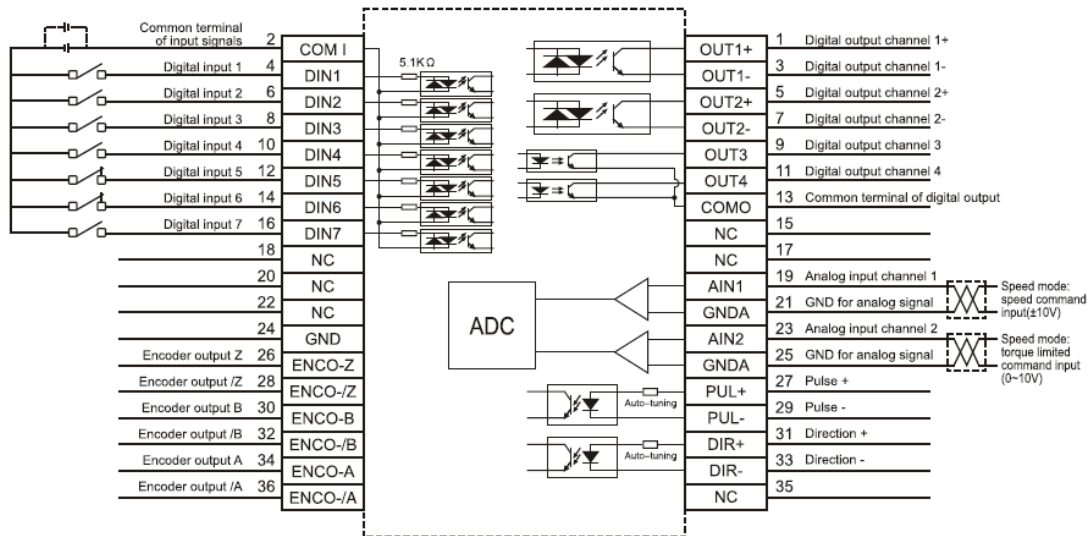 Common terminal
of input signals
2
COM I
Digital input 1
4
DIN1
Digital input 2
6
DIN2
Digital input 3
8
DIN3
Digital input 4
10
DIN4
Digital input 5
12
DIN5
Digital input 6
14
DIN6
Digital input 7
16
DIN7
18
NC
20
NC
22
NC
24
GND
Encoder output Z
26
ENCO-Z
Encoder output /Z
28
ENCO-/Z
Encoder output B
30
ENCO-B
Encoder output /B
32
ENCO-/B
Encoder output A
34
ENCO-A
Encoder output /A
36
ENCO-/A
5.1KΩ
ADC
Auto-tuning
Auto-tuning
OUT1+
1
Digital output channel 1+
OUT1-
3
Digital output channel 1-
OUT2+
5
Digital output channel 2+
OUT2-
7
Digital output channel 2-
OUT3
9
Digital output channel 3
OUT4
11
Digital output channel 4
COMO
13
Common terminal of digital output
NC
15
NC
17
AIN1
19
Analog input channel 1
GNDA
21
GND for analog signal
AIN2
23
Analog input channel 2
GNDA
25
GND for analog signal
PUL+
27
Pulse +
PUL-
29
Pulse -
DIR+
31
Direction +
DIR-
33
Direction -
NC
35
Speed mode:
speed command
input(±10V)
Speed mode:
torque limited
command input
(0~10V)